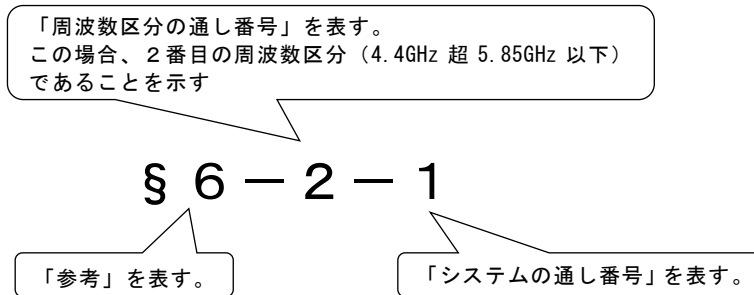 「周波数区分の通し番号」を表す。
この場合、２番目の周波数区分（4.4GHz 超 5.85GHz 以下）
であることを示す
§６－２－１
「参考」を表す。
「システムの通し番号」を表す。